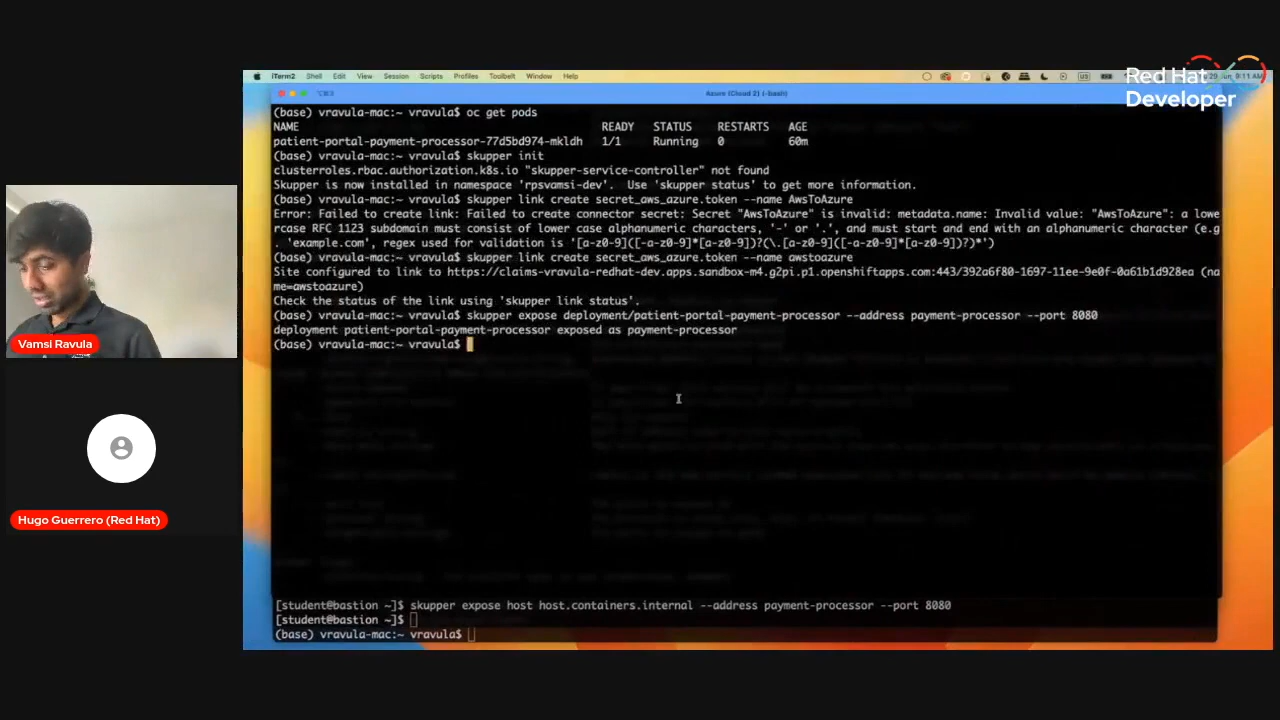 iTerm2 Shell Edit View Session Scripts Profiles Toolbelt Window Help
Red Hat
Developer
Azure (Cloud 2) (-bash)
(base) vravula-mac:~ vravula$ oc get pods
NAME READY STATUS RESTARTS AGE
patient-portal-payment-processor-77d5bd974-mkldh 1/1 Running 0 60m
(base) vravula-mac:~ vravula$ skupper init
clusterroles.rbac.authorization.k8s.io "skupper-service-controller" not found
Skupper is now installed in namespace 'rpsvamsi-dev'.  Use 'skupper status' to get more information.
(base) vravula-mac:~ vravula$ skupper link create secret_aws_azure.token --name AwsToAzure
Error: Failed to create link: Failed to create connector secret: Secret "AwsToAzure" is invalid: metadata.name: Invalid value: "AwsToAzure": a lowe
rcase RFC 1123 subdomain must consist of lower case alphanumeric characters, '-' or '.', and must start and end with an alphanumeric character (e.g
. 'example.com', regex used for validation is '[a-z0-9]([-a-z0-9]*[a-z0-9])?(\.[a-z0-9]([-a-z0-9]*[a-z0-9])?)*')
(base) vravula-mac:~ vravula$ skupper link create secret_aws_azure.token --name awstoazure
Site configured to link to https://claims-vravula-redhat-dev.apps.sandbox-m4.g2pi.p1.openshiftapps.com:443/392a6f80-1697-11ee-9e0f-0a61b1d928ea (na
me=awstoazure)
Check the status of the link using 'skupper link status'.
(base) vravula-mac:~ vravula$ skupper expose deployment/patient-portal-payment-processor --address payment-processor --port 8080
deployment patient-portal-payment-processor exposed as payment-processor
(base) vravula-mac:~ vravula$
[student@bastion ~]$ skupper expose host host.containers.internal --address payment-processor --port 8080
[student@bastion ~]$
(base) vravula-mac:~ vravula$
Vamsi Ravula
Hugo Guerrero (Red Hat)